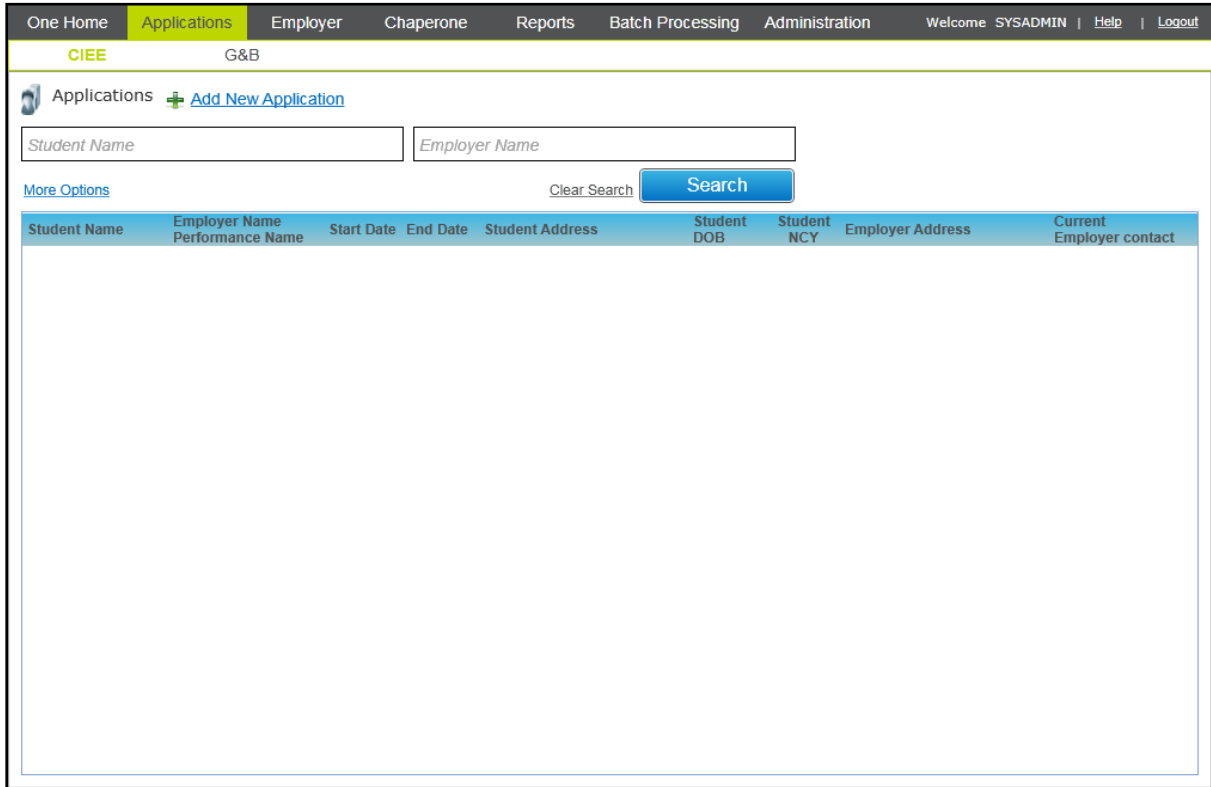 One Home Applications Employer Chaperone Reports Batch Processing Administration Welcome SYSADMIN | Help | Logout
CIEE G&B
Applications Add New Application
Student Name Employer Name
More Options Clear Search Search
Student Name Employer Name Performance Name Start Date End Date Student Address Student DOB Student NCY Employer Address Current Employer contact